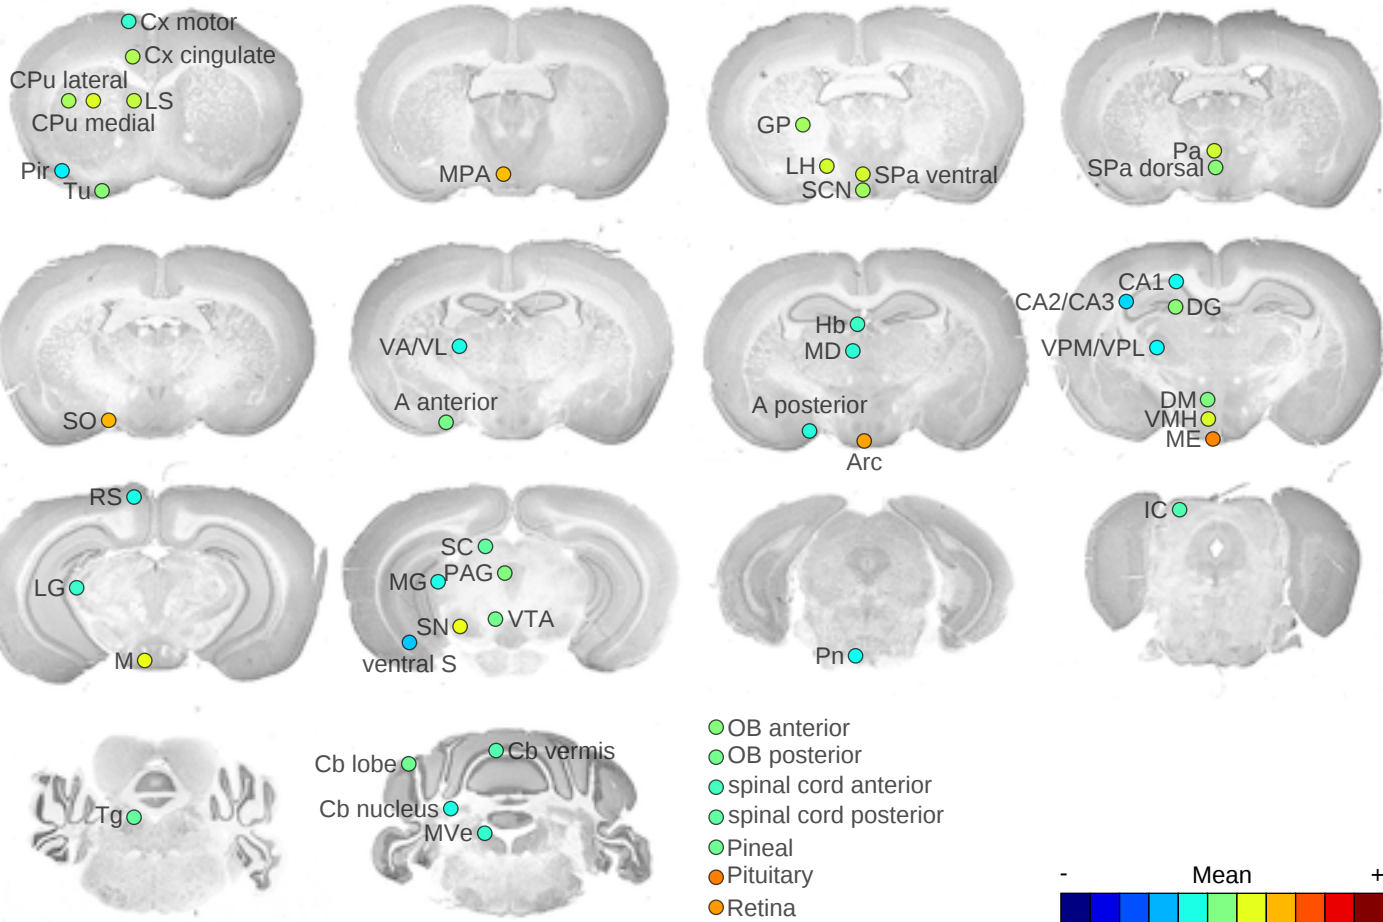 Cx motor
Cx cingulate
CPu lateral
LS
CPu medial
Pir
Tu
MPA
GP
LH
SPa ventral
SCN
Pa
SPa dorsal
SO
VA/VL
A anterior
Hb
MD
A posterior
Arc
CA1
CA2/CA3
DG
VPM/VPL
DM
VMH
ME
RS
LG
M
SC
MG
PAG
SN
VTA
ventral S
Pn
IC
Tg
Cb lobe
Cb vermis
Cb nucleus
MVe
OB anterior
OB posterior
spinal cord anterior
spinal cord posterior
Pineal
Pituitary
Retina
- Mean +